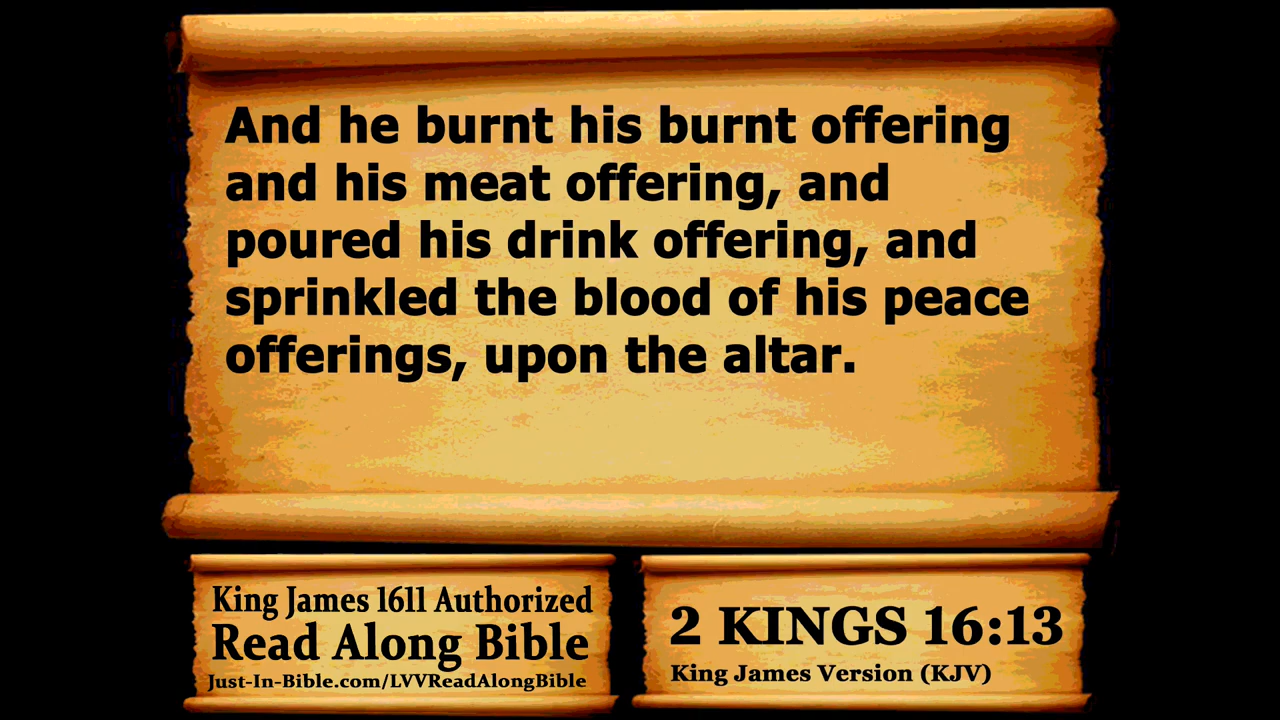 And he burnt his burnt offering
and his meat offering, and
poured his drink offering, and
sprinkled the blood of his peace
offerings, upon the altar.
King James 1611 Authorized
Read Along Bible
Just-In-Bible.com/LVVReadAlongBible
2 KINGS 16:13
King James Version (KJV)